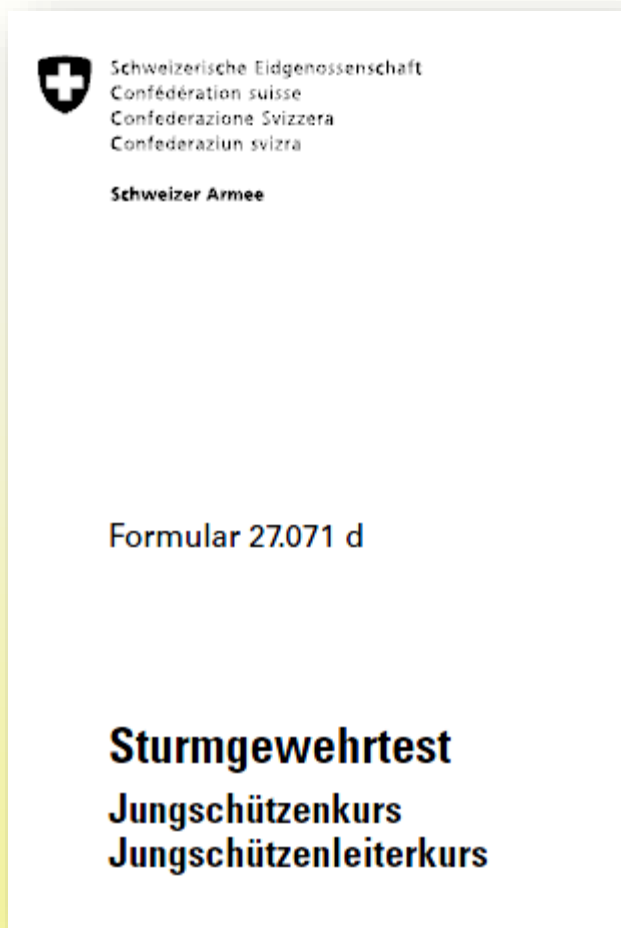 Schweizerische Eidgenossenschaft
Confédération suisse
Confederazione Svizzera
Confederaziun svizra
Schweizer Armee
Formular 27.071 d
Sturmgewehrtest
Jungschützenkurs
Jungschützenleiterkurs